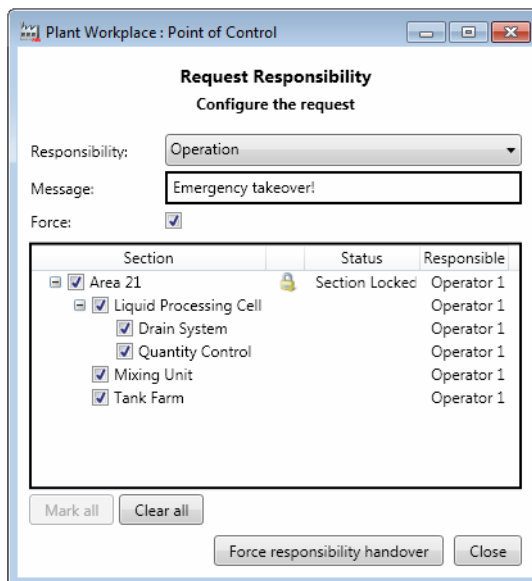 Plant Workplace : Point of Control
Request Responsibility
Configure the request
Responsibility: Operation
Message: Emergency takeover!
Force:
Section Status Responsible
Area 21 Section Locked Operator 1
Liquid Processing Cell Operator 1
Drain System Operator 1
Quantity Control Operator 1
Mixing Unit Operator 1
Tank Farm Operator 1
Mark all Clear all
Force responsibility handover Close